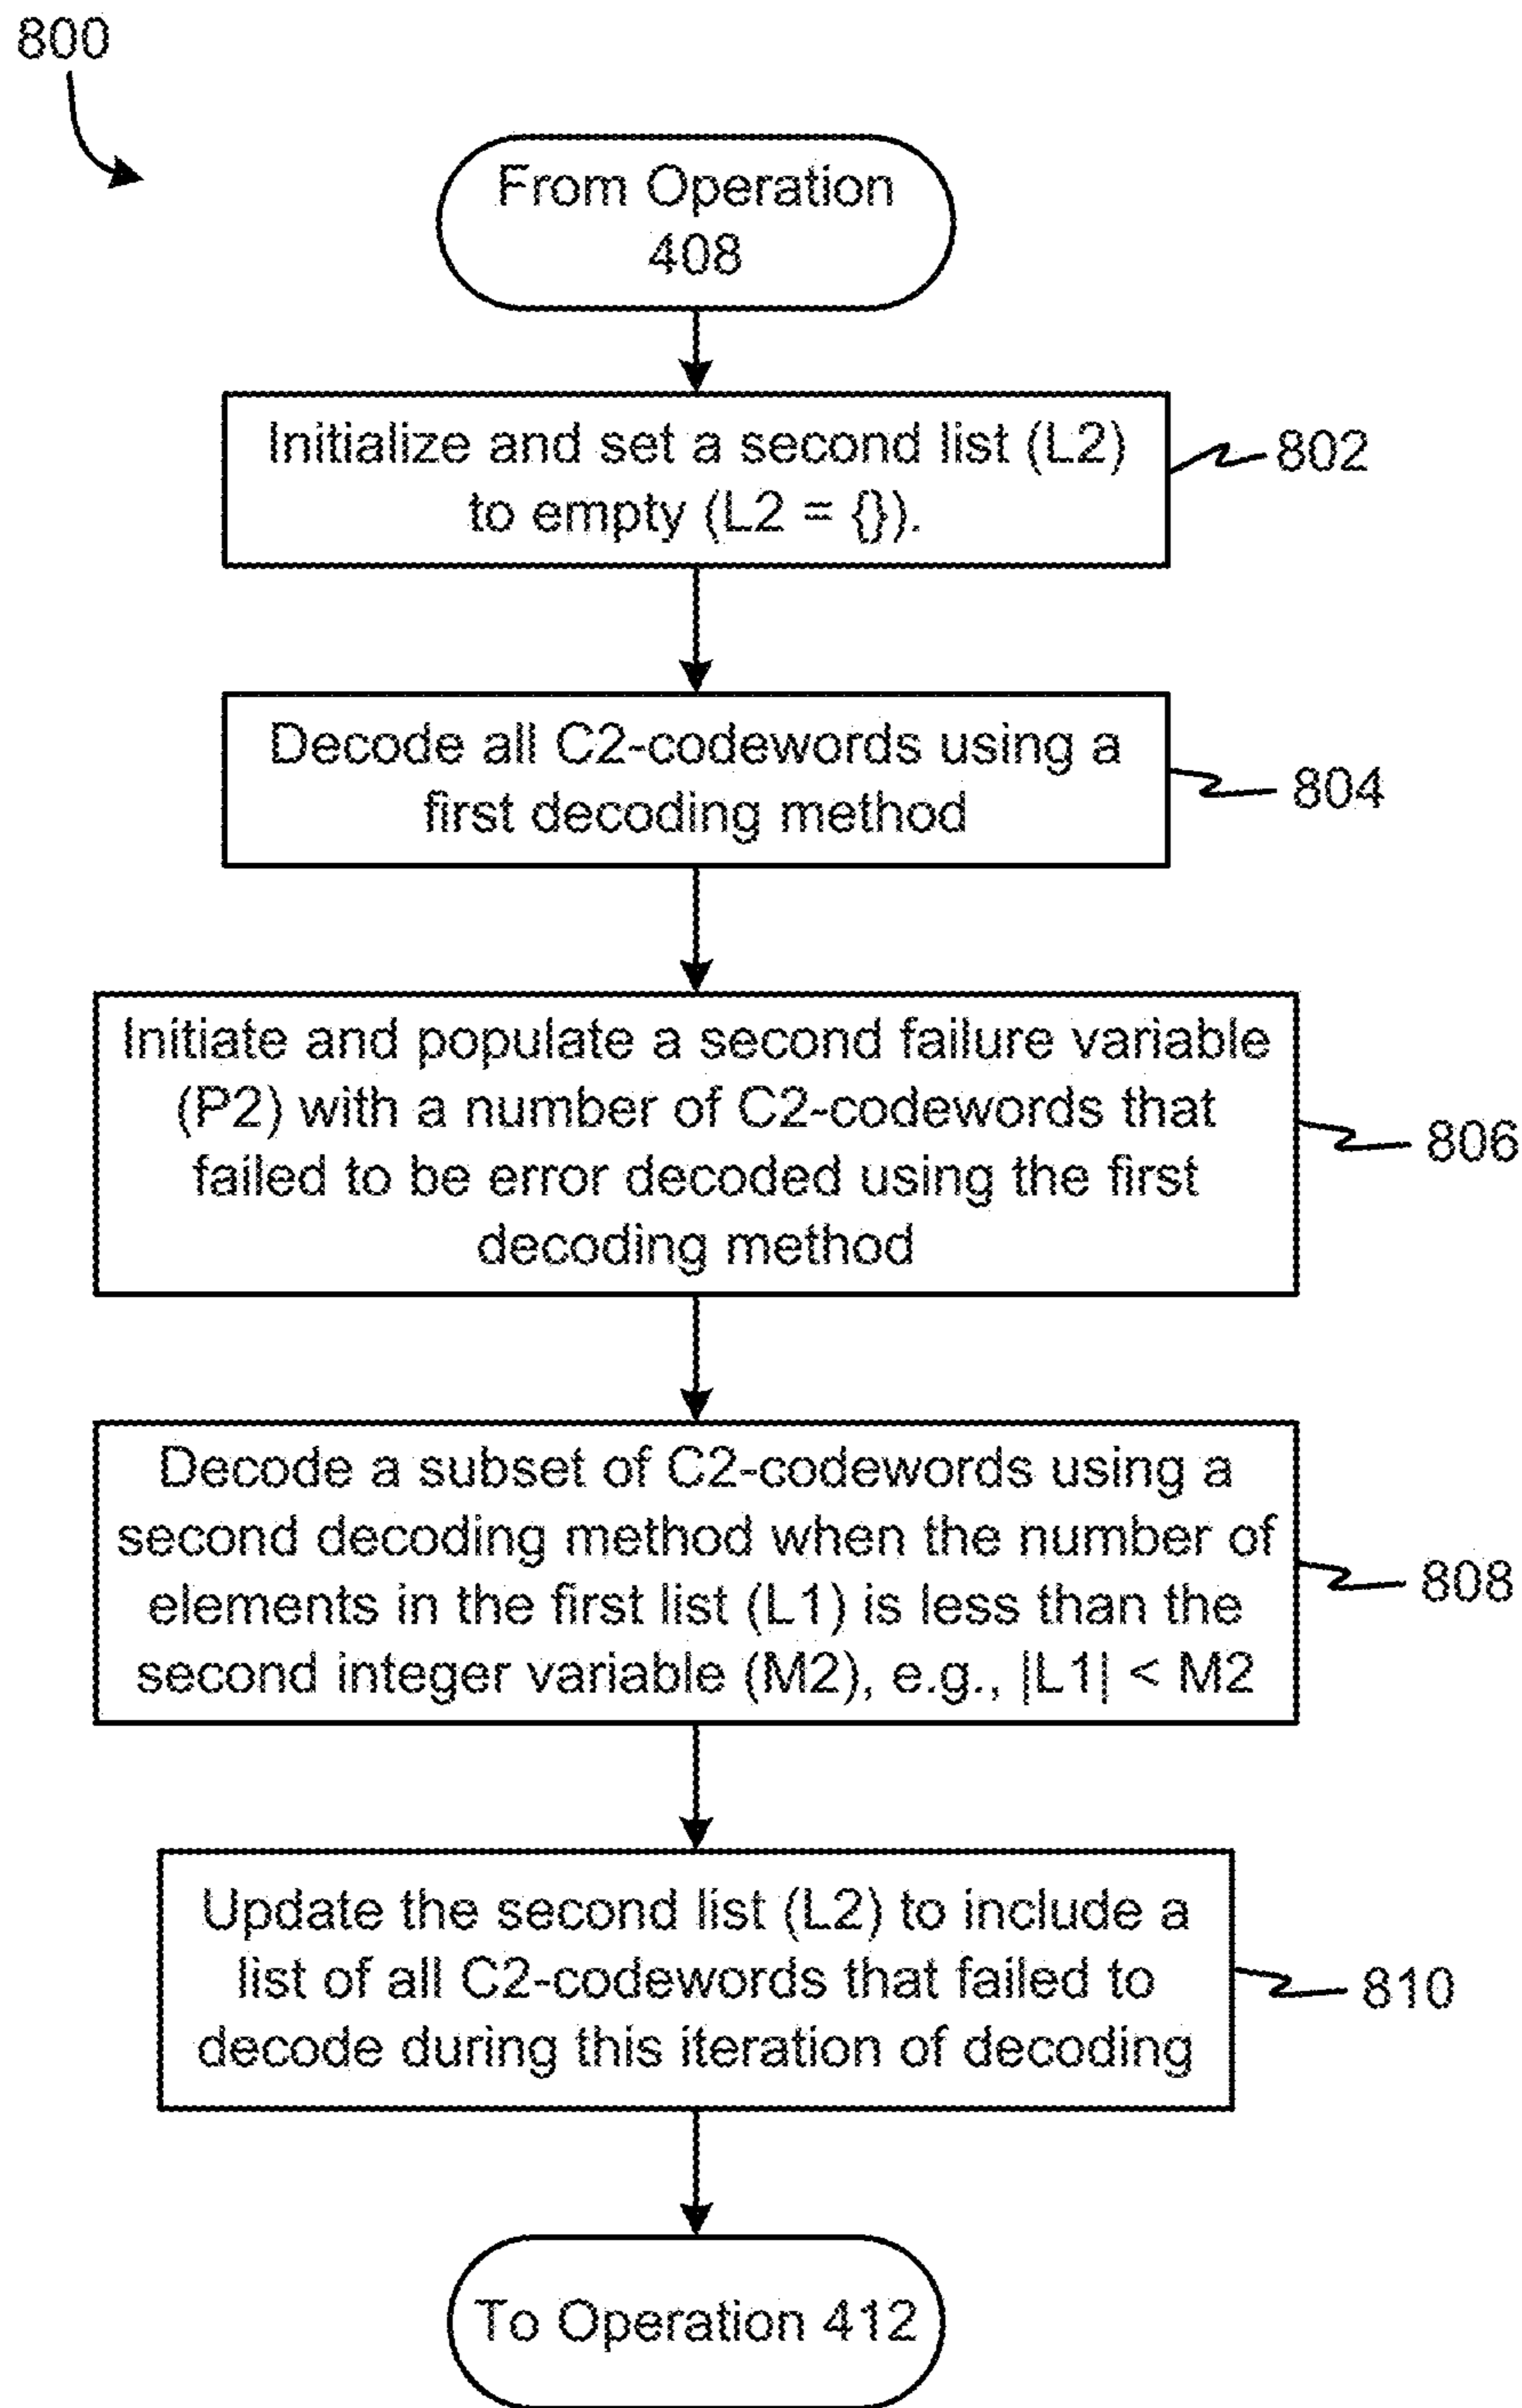 800
From Operation
408
Initialize and set a second list (L2)
to empty (L2 = {}).
802
Decode all C2-codewords using a
first decoding method
804
Initiate and populate a second failure variable
(P2) with a number of C2-codewords that
failed to be error decoded using the first
decoding method
806
Decode a subset of C2-codewords using a
second decoding method when the number of
elements in the first list (L1) is less than the
second integer variable (M2), e.g., |L1| < M2
808
Update the second list (L2) to include a
list of all C2-codewords that failed to
decode during this iteration of decoding
810
To Operation 412